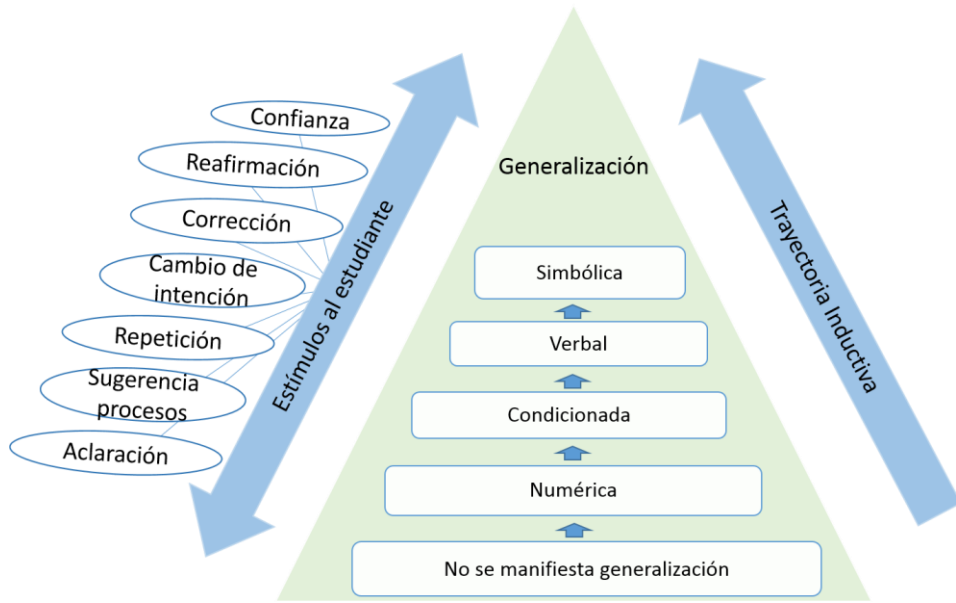 Confianza
Reafirmación
Corrección
Cambio de
intención
Repetición
Sugerencia
procesos
Aclaración
Estímulos al estudiante
Generalización
Simbólica
Verbal
Condicionada
Numérica
No se manifiesta generalización
Trayectoria Inductiva